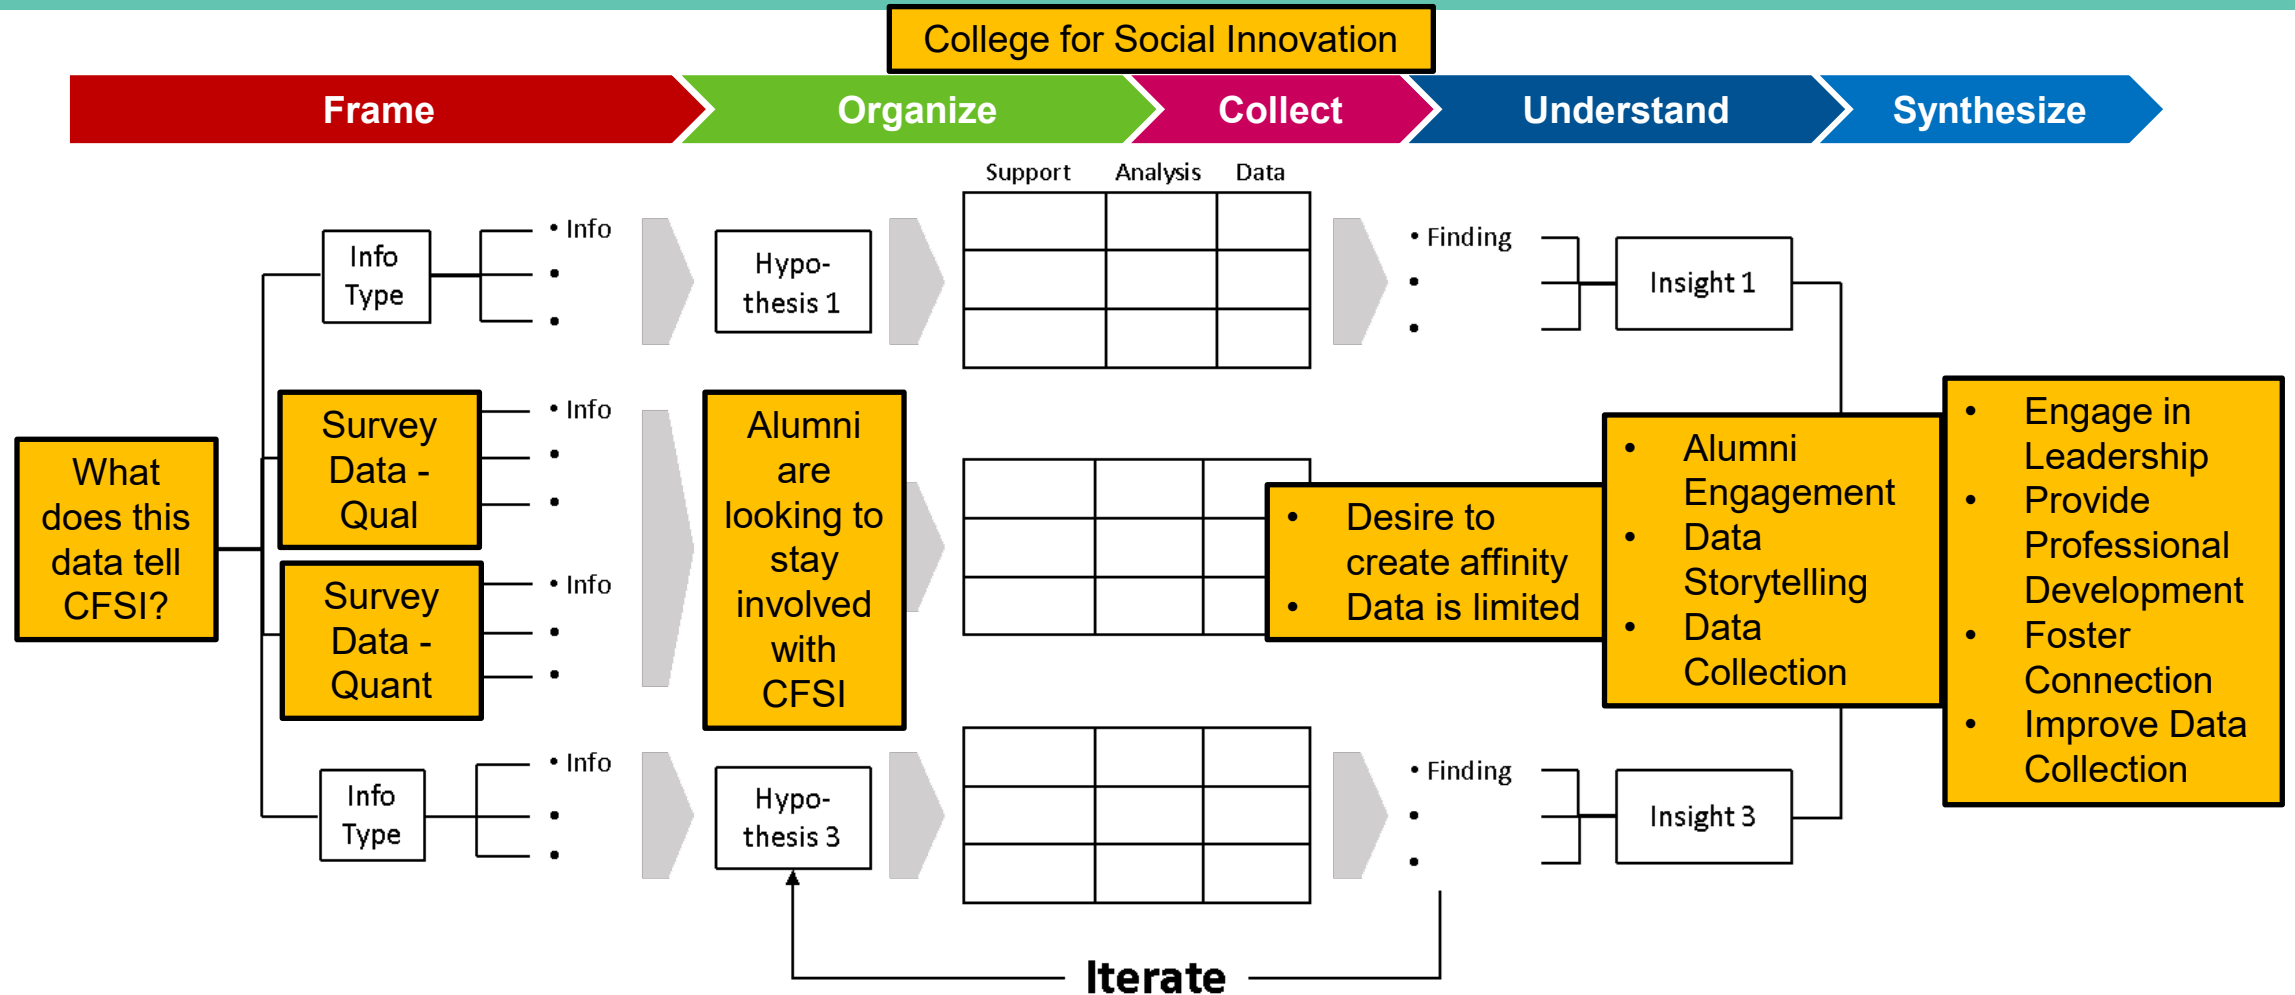 College for Social Innovation
Frame
Organize
Collect
Understand
Synthesize
Support
Analysis
Data
Info
Type
• Info
•
•
Hypo-
thesis 1
• Finding
•
•
Insight 1
What
does this
data tell
CFSI?
Survey
Data -
Qual
• Info
•
•
Survey
Data -
Quant
• Info
•
•
Alumni
are
looking to
stay
involved
with
CFSI
• Desire to
create affinity
• Data is limited
• Alumni
Engagement
• Data
Storytelling
• Data
Collection
• Engage in
Leadership
• Provide
Professional
Development
• Foster
Connection
• Improve Data
Collection
Info
Type
• Info
•
•
Hypo-
thesis 3
• Finding
•
•
Insight 3
Iterate